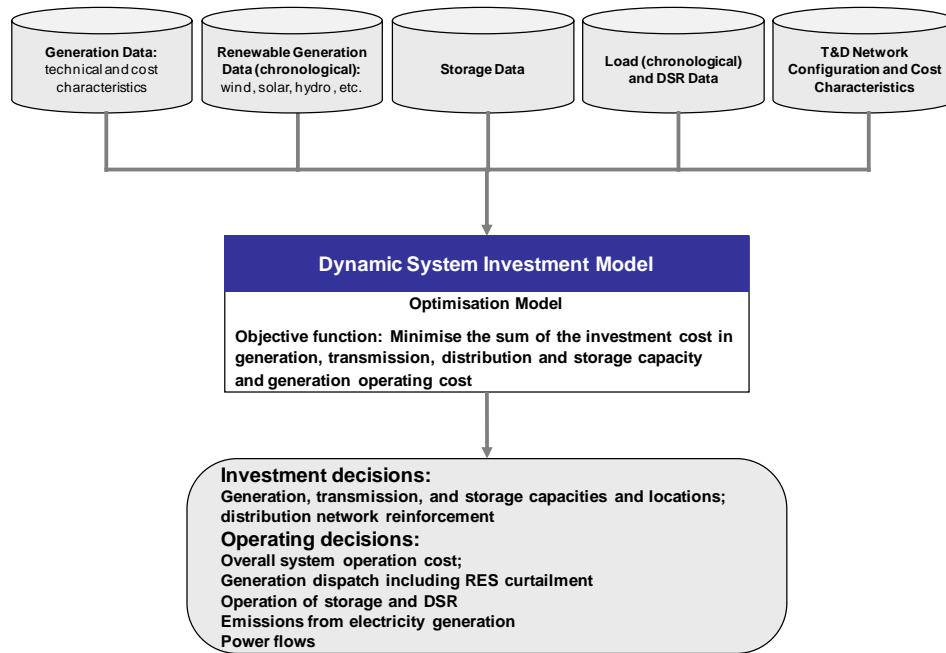 Generation Data:
technical and cost
characteristics
Renewable Generation
Data (chronological):
wind, solar, hydro, etc.
Storage Data
Load (chronological)
and DSR Data
T&D Network
Configuration and Cost
Characteristics
Dynamic System Investment Model
Optimisation Model
Objective function: Minimise the sum of the investment cost in
generation, transmission, distribution and storage capacity
and generation operating cost
Investment decisions:
Generation, transmission, and storage capacities and locations;
distribution network reinforcement
Operating decisions:
Overall system operation cost;
Generation dispatch including RES curtailment
Operation of storage and DSR
Emissions from electricity generation
Power flows